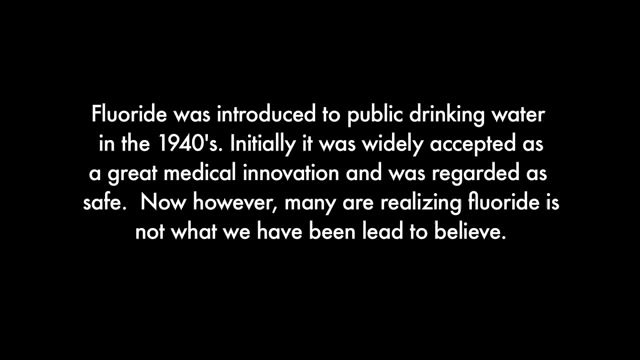 Fluoride was introduced to public drinking water
in the 1940's. Initially it was widely accepted as
a great medical innovation and was regarded as
safe.  Now however, many are realizing fluoride is
not what we have been lead to believe.